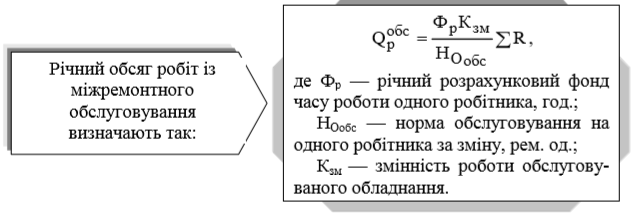 Річний обсяг робіт із
міжремонтного
обслуговування
визначають так:
Q_р^обс = Ф_р К_зм / Н_Ообс ∑R,
де Ф_р — річний розрахунковий фонд
часу роботи одного робітника, год.;
Н_Ообс — норма обслуговування на
одного робітника за зміну, рем. од.;
К_зм — змінність роботи обслугову-
ваного обладнання.